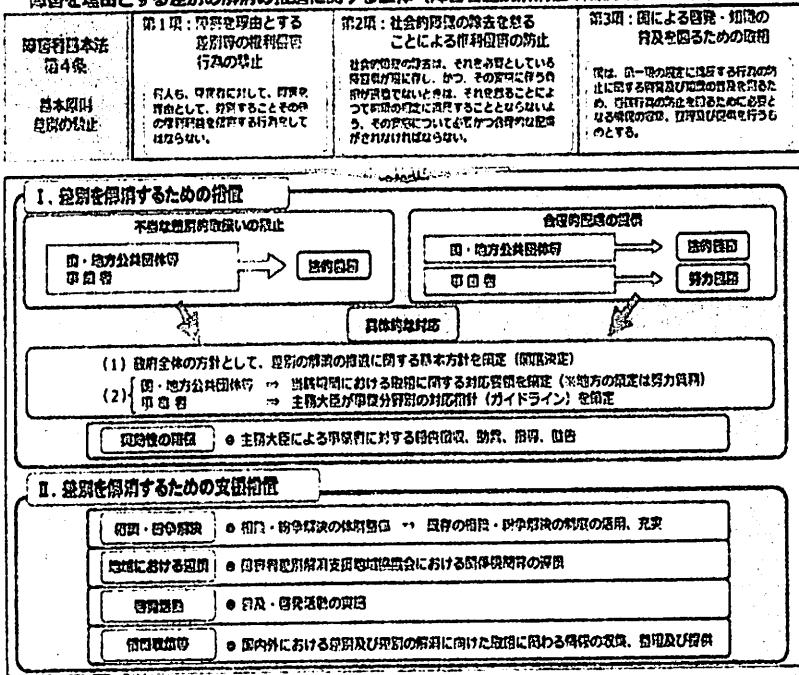 障害を理由とする差別の解消の推進に関する
障害者基本法
第4条
基本原則
差別の禁止
第1項：障害を理由とする
差別等の権利侵害
行為の禁止
何人も、障害者に対して、障害を
理由として、差別することその他
の権利利益を侵害する行為をして
はならない。
第2項：社会的障壁の除去を怠る
ことによる権利侵害の防止
社会的障壁の除去は、それを必要としている
障害者が現に存し、かつ、その実施に伴う負
担が過重でないときは、それを怠ることによ
つて前項の規定に違反することとならないよ
う、その実施について必要かつ合理的な配慮
がされなければならない。
第3項：国による啓発・知識の
普及を図るための取組
国は、第一項の規定に違反する行為の防
止に関する啓発及び知識の普及を図るた
め、当該行為の防止を図るために必要と
なる情報の収集、整理及び提供を行うも
のとする。
Ⅰ．差別を解消するための措置
不当な差別的取扱いの禁止
国・地方公共団体等
事業者
法的義務
合理的配慮の提供
国・地方公共団体等
法的義務
事業者
努力義務
具体的な対応
(1) 政府全体の方針として、差別の解消の推進に関する基本方針を策定（閣議決定）
(2) 国・地方公共団体等 ⇒ 当該機関における取組に関する対応要領を策定（※地方の策定は努力義務）
事業者 ⇒ 主務大臣が事業分野別の対応指針（ガイドライン）を策定
実効性の確保 ● 主務大臣による事業者に対する報告徴収、助言、指導、勧告
Ⅱ．差別を解消するための支援措置
相談・紛争解決 ● 相談・紛争解決の体制整備 ⇒ 既存の相談・紛争解決の制度の活用、充実
地域における連携 ● 障害者差別解消支援地域協議会における関係機関等の連携
啓発活動 ● 普及・啓発活動の実施
情報収集等 ● 国内外における差別及び差別の解消に向けた取組に関わる情報の収集、整理及び提供